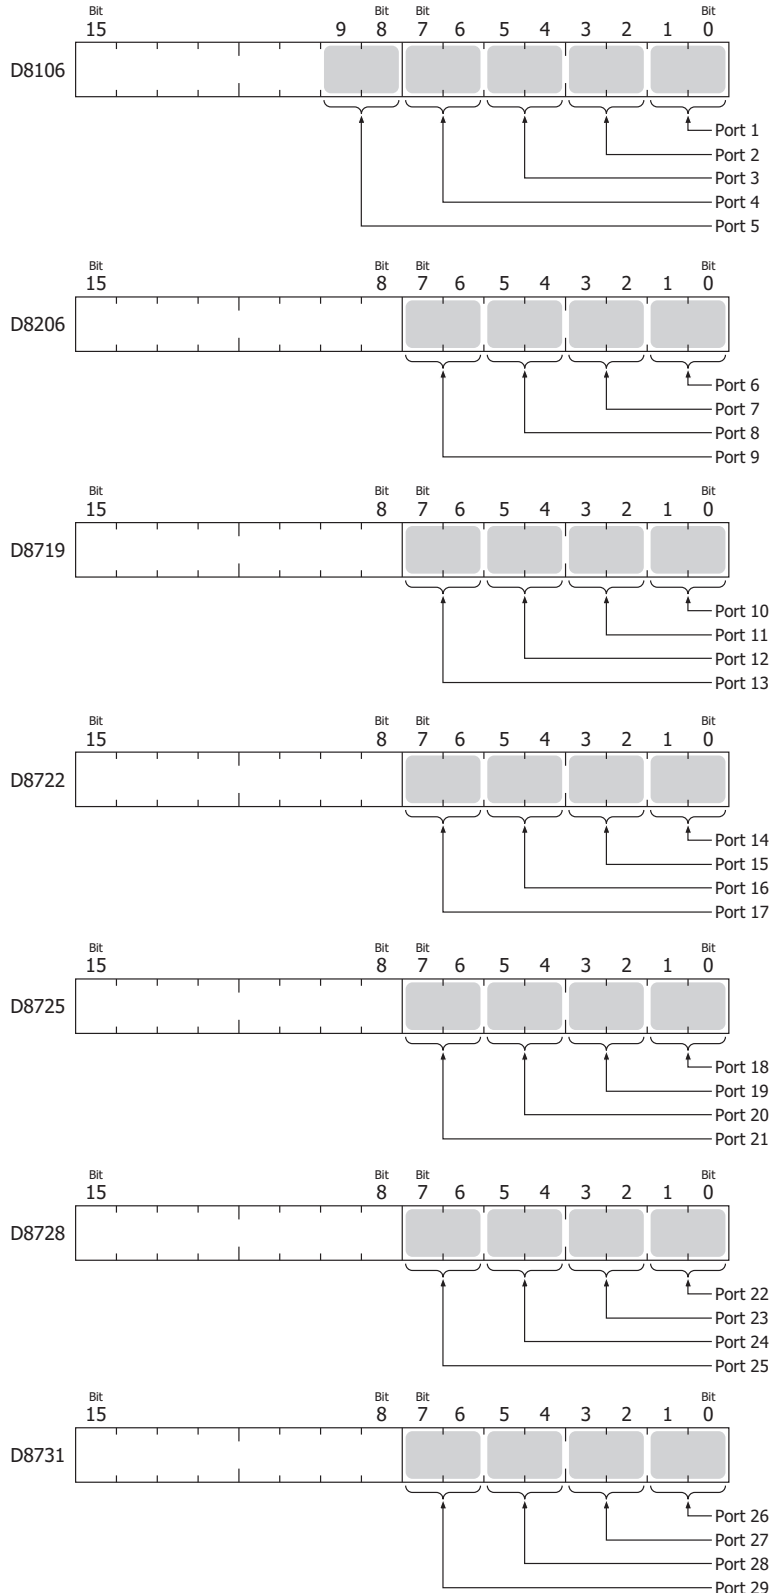 Bit Bit Bit Bit
15 9 8 7 6 5 4 3 2 1 0
D8106
Port 1
Port 2
Port 3
Port 4
Port 5
Bit Bit Bit Bit
15 8 7 6 5 4 3 2 1 0
D8206
Port 6
Port 7
Port 8
Port 9
Bit Bit Bit Bit
15 8 7 6 5 4 3 2 1 0
D8719
Port 10
Port 11
Port 12
Port 13
Bit Bit Bit Bit
15 8 7 6 5 4 3 2 1 0
D8722
Port 14
Port 15
Port 16
Port 17
Bit Bit Bit Bit
15 8 7 6 5 4 3 2 1 0
D8725
Port 18
Port 19
Port 20
Port 21
Bit Bit Bit Bit
15 8 7 6 5 4 3 2 1 0
D8728
Port 22
Port 23
Port 24
Port 25
Bit Bit Bit Bit
15 8 7 6 5 4 3 2 1 0
D8731
Port 26
Port 27
Port 28
Port 29